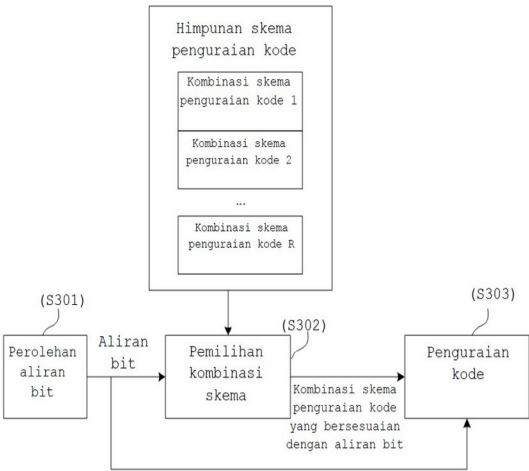 Himpunan skema
penguraian kode
Kombinasi skema
penguraian kode 1
Kombinasi skema
penguraian kode 2
...
Kombinasi skema
penguraian kode R
(S301)
Perolehan
aliran
bit
Aliran
bit
(S302)
Pemilihan
kombinasi
skema
Kombinasi skema
penguraian kode
yang bersesuaian
dengan aliran bit
(S303)
Penguraian
kode